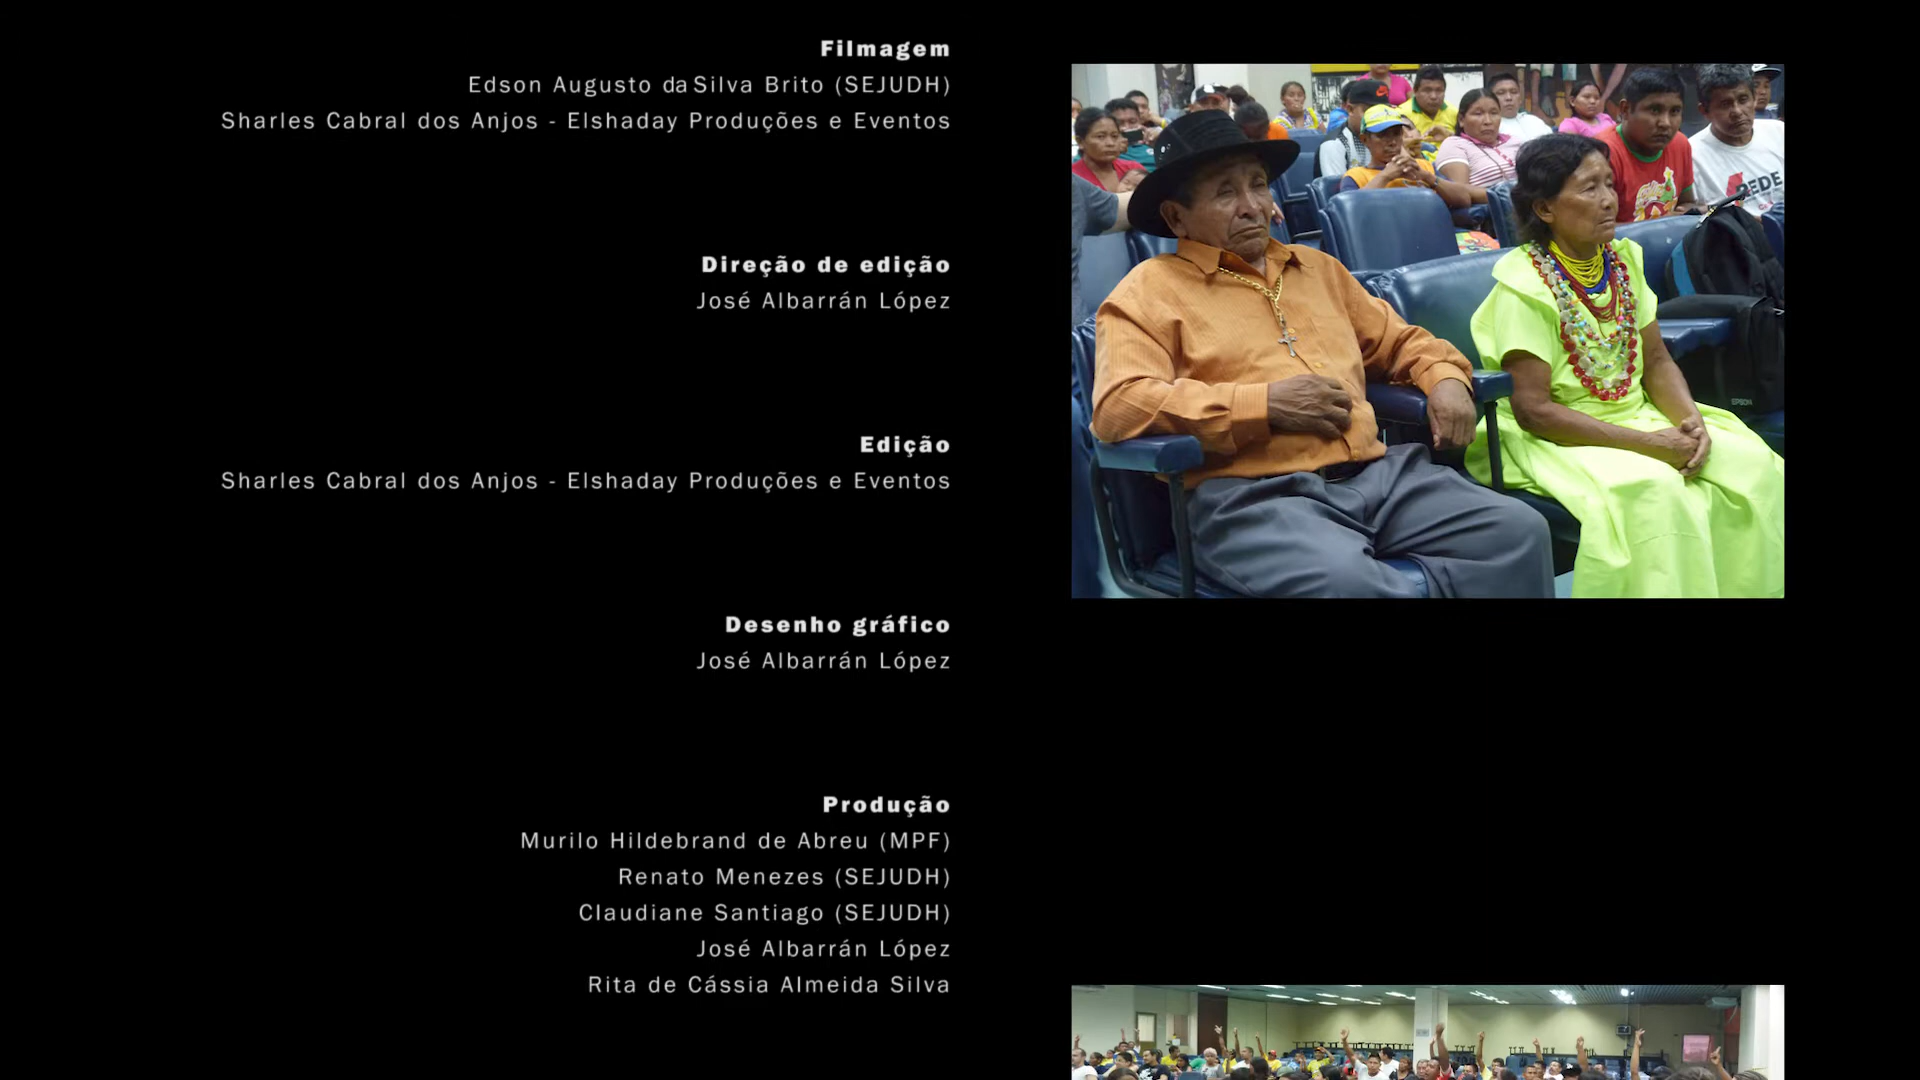 Filmagem
Edson Augusto da Silva Brito (SEJUDH)
Sharles Cabral dos Anjos - Elshaday Produções e Eventos
Direção de edição
José Albarrán López
Edição
Sharles Cabral dos Anjos - Elshaday Produções e Eventos
Desenho gráfico
José Albarrán López
Produção
Murilo Hildebrand de Abreu (MPF)
Renato Menezes (SEJUDH)
Claudiane Santiago (SEJUDH)
José Albarrán López
Rita de Cássia Almeida Silva
REDE
EPSON